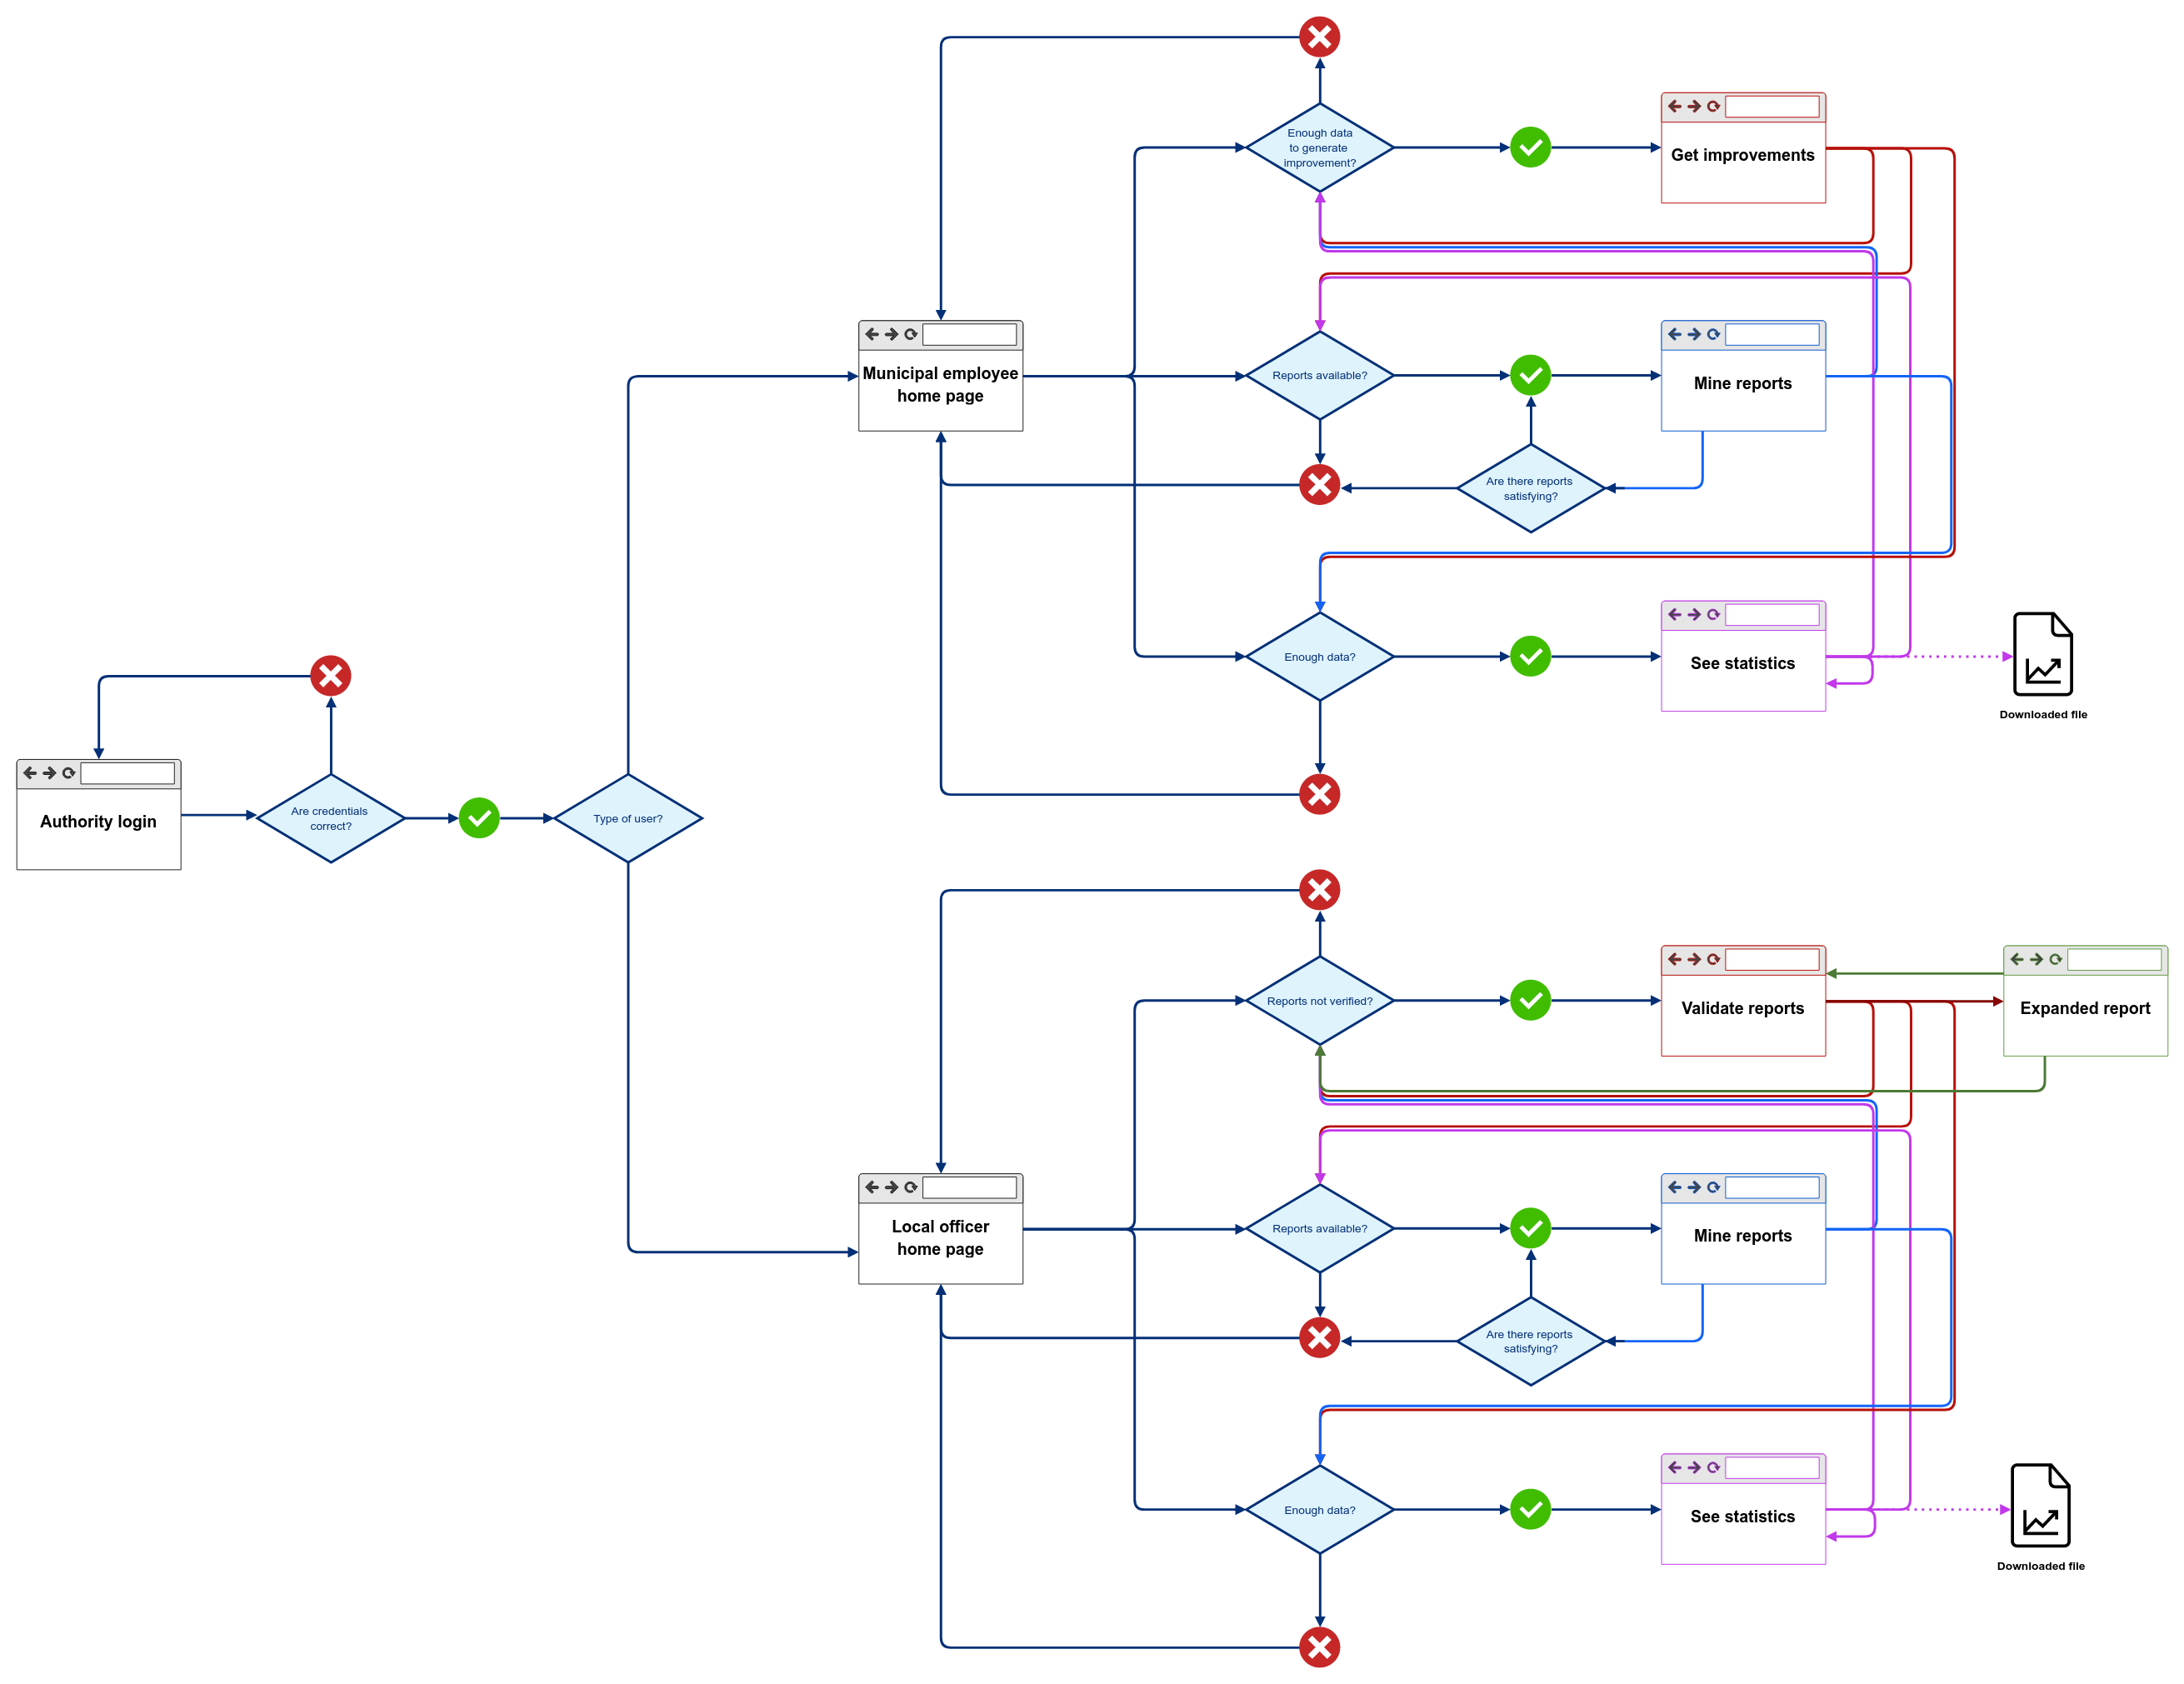 Enough data
to generate
improvement?
Get improvements
Municipal employee
home page
Reports available?
Mine reports
Are there reports
satisfying?
Enough data?
See statistics
Downloaded file
Authority login
Are credentials
correct?
Type of user?
Reports not verified?
Validate reports
Expanded report
Local officer
home page
Reports available?
Mine reports
Are there reports
satisfying?
Enough data?
See statistics
Downloaded file